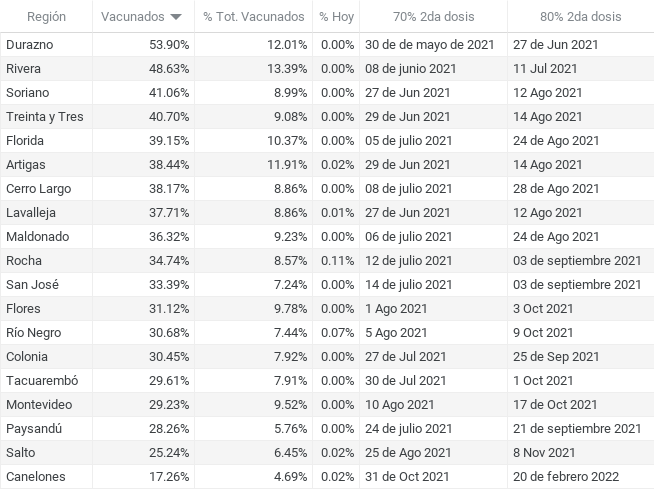 Región Vacunados % Tot. Vacunados % Hoy 70% 2da dosis 80% 2da dosis
Durazno 53.90% 12.01% 0.00% 30 de de mayo de 2021 27 de Jun 2021
Rivera 48.63% 13.39% 0.00% 08 de junio 2021 11 Jul 2021
Soriano 41.06% 8.99% 0.00% 27 de Jun 2021 12 Ago 2021
Treinta y Tres 40.70% 9.08% 0.00% 29 de Jun 2021 14 Ago 2021
Florida 39.15% 10.37% 0.00% 05 de julio 2021 24 de Ago 2021
Artigas 38.44% 11.91% 0.02% 29 de Jun 2021 14 Ago 2021
Cerro Largo 38.17% 8.86% 0.00% 08 de julio 2021 28 de Ago 2021
Lavalleja 37.71% 8.86% 0.01% 27 de Jun 2021 12 Ago 2021
Maldonado 36.32% 9.23% 0.00% 06 de julio 2021 24 de Ago 2021
Rocha 34.74% 8.57% 0.11% 12 de julio 2021 03 de septiembre 2021
San José 33.39% 7.24% 0.00% 14 de julio 2021 03 de septiembre 2021
Flores 31.12% 9.78% 0.00% 1 Ago 2021 3 Oct 2021
Río Negro 30.68% 7.44% 0.07% 5 Ago 2021 9 Oct 2021
Colonia 30.45% 7.92% 0.00% 27 de Jul 2021 25 de Sep 2021
Tacuarembó 29.61% 7.91% 0.00% 30 de Jul 2021 1 Oct 2021
Montevideo 29.23% 9.52% 0.00% 10 Ago 2021 17 de Oct 2021
Paysandú 28.26% 5.76% 0.00% 24 de julio 2021 21 de septiembre 2021
Salto 25.24% 6.45% 0.02% 25 de Ago 2021 8 Nov 2021
Canelones 17.26% 4.69% 0.02% 31 de Oct 2021 20 de febrero 2022